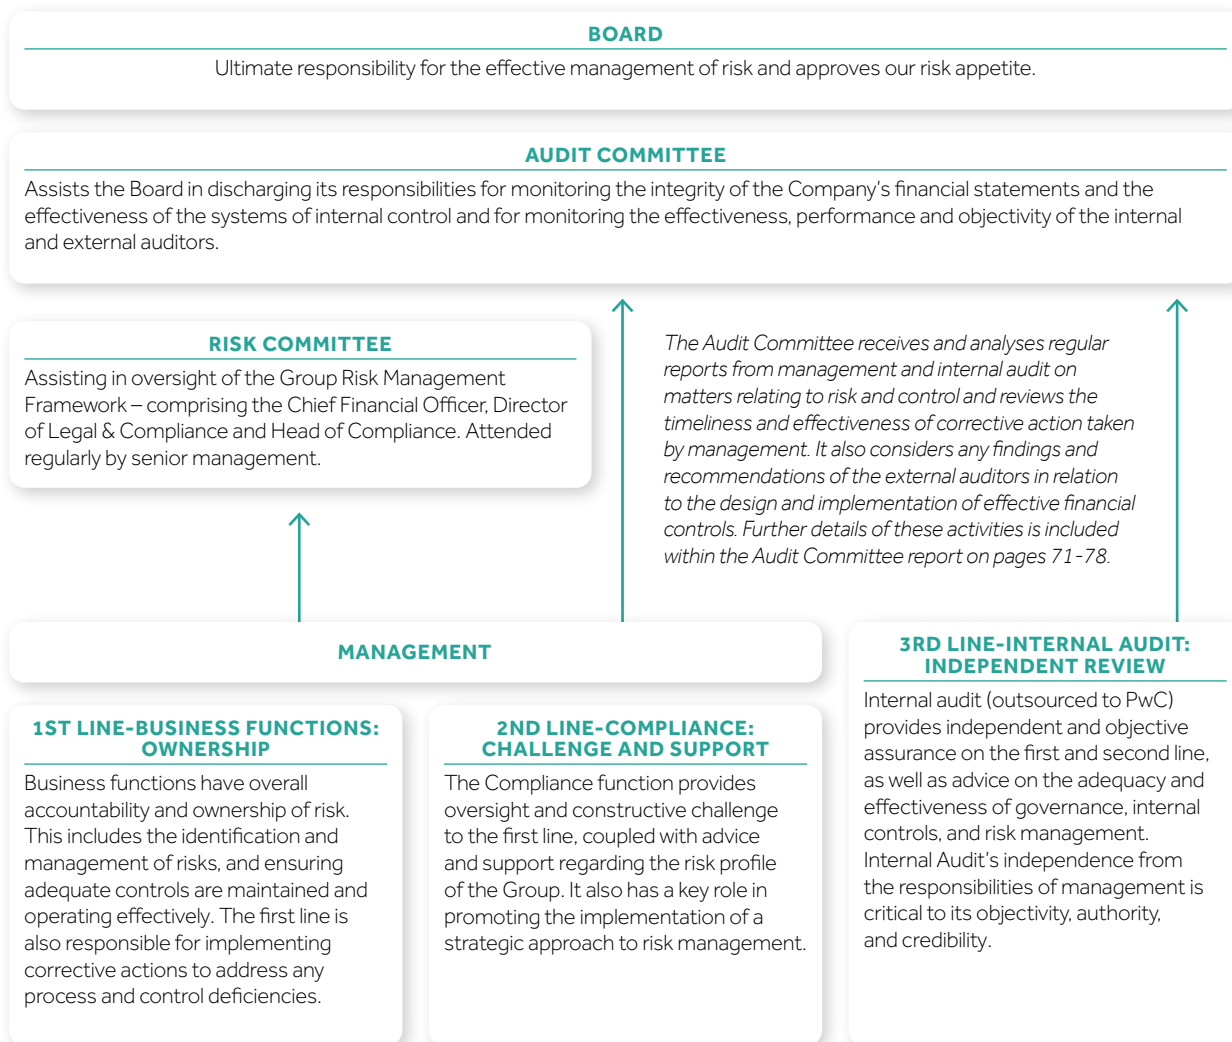 BOARD
Ultimate responsibility for the effective management of risk and approves our risk appetite.
AUDIT COMMITTEE
Assists the Board in discharging its responsibilities for monitoring the integrity of the Company's financial statements and the
effectiveness of the systems of internal control and for monitoring the effectiveness, performance and objectivity of the internal
and external auditors.
RISK COMMITTEE
Assisting in oversight of the Group Risk Management
Framework – comprising the Chief Financial Officer, Director
of Legal & Compliance and Head of Compliance. Attended
regularly by senior management.
The Audit Committee receives and analyses regular
reports from management and internal audit on
matters relating to risk and control and reviews the
timeliness and effectiveness of corrective action taken
by management. It also considers any findings and
recommendations of the external auditors in relation
to the design and implementation of effective financial
controls. Further details of these activities is included
within the Audit Committee report on pages 71-78.
MANAGEMENT
1ST LINE-BUSINESS FUNCTIONS:
OWNERSHIP
Business functions have overall
accountability and ownership of risk.
This includes the identification and
management of risks, and ensuring
adequate controls are maintained and
operating effectively. The first line is
also responsible for implementing
corrective actions to address any
process and control deficiencies.
2ND LINE-COMPLIANCE:
CHALLENGE AND SUPPORT
The Compliance function provides
oversight and constructive challenge
to the first line, coupled with advice
and support regarding the risk profile
of the Group. It also has a key role in
promoting the implementation of a
strategic approach to risk management.
3RD LINE-INTERNAL AUDIT:
INDEPENDENT REVIEW
Internal audit (outsourced to PwC)
provides independent and objective
assurance on the first and second line,
as well as advice on the adequacy and
effectiveness of governance, internal
controls, and risk management.
Internal Audit's independence from
the responsibilities of management is
critical to its objectivity, authority,
and credibility.